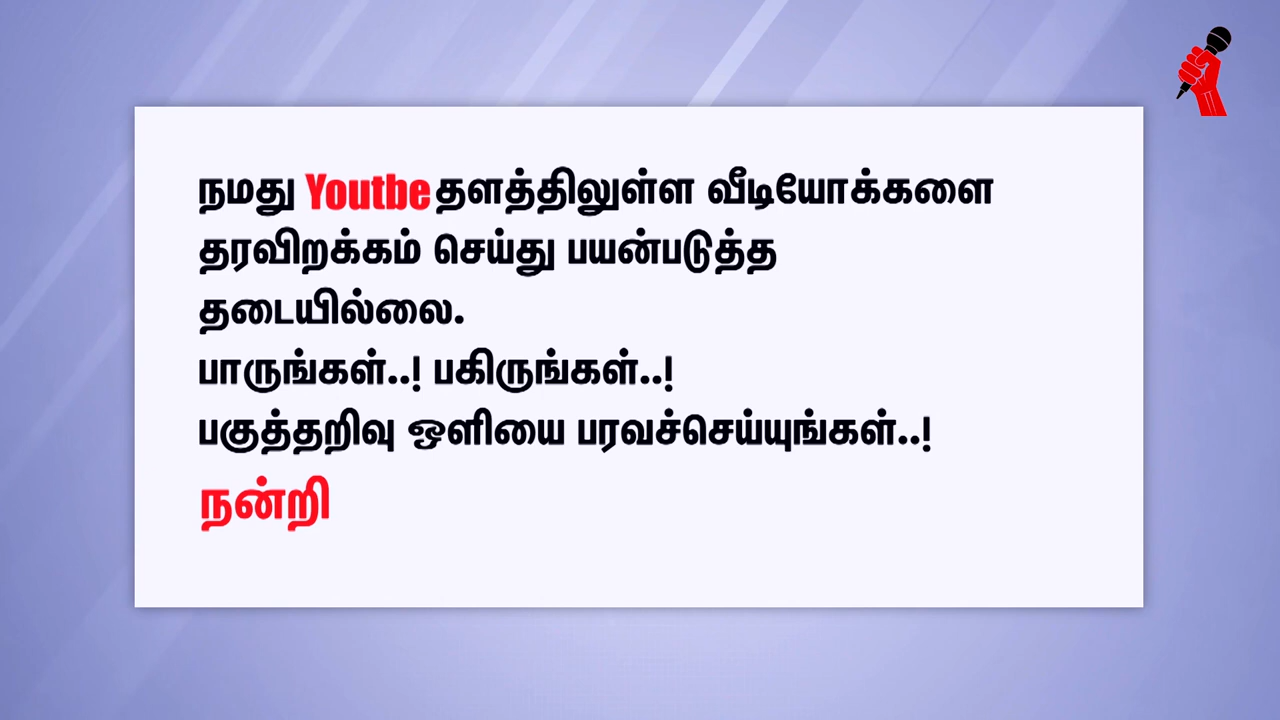 நமது Youtbe தளத்திலுள்ள வீடியோக்களை
தரவிறக்கம் செய்து பயன்படுத்த
தடையில்லை.
பாருங்கள்..! பகிருங்கள்..!
பகுத்தறிவு ஒளியை பரவச்செய்யுங்கள்..!
நன்றி